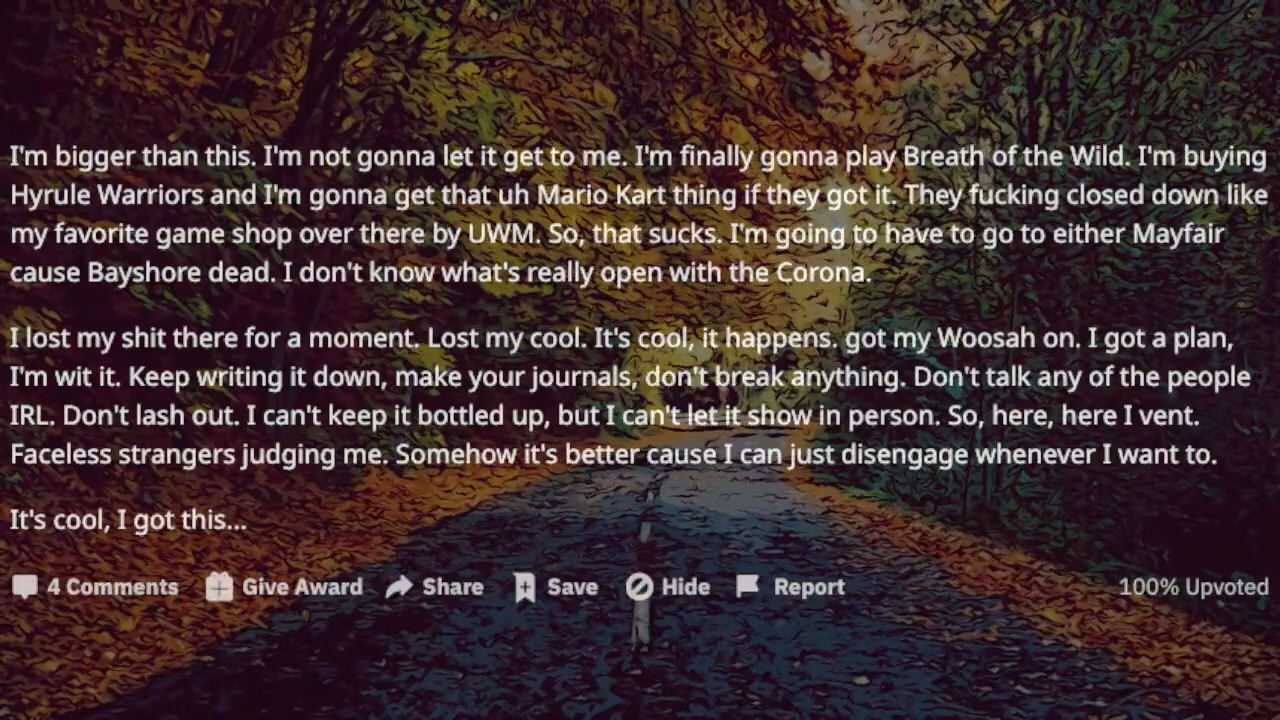 I'm bigger than this. I'm not gonna let it get to me. I'm finally gonna play Breath of the Wild. I'm buying
Hyrule Warriors and I'm gonna get that uh Mario Kart thing if they got it. They fucking closed down like
my favorite game shop over there by UWM. So, that sucks. I'm going to have to go to either Mayfair
cause Bayshore dead. I don't know what's really open with the Corona.
I lost my shit there for a moment. Lost my cool. It's cool, it happens. got my Woosah on. I got a plan,
I'm wit it. Keep writing it down, make your journals, don't break anything. Don't talk any of the people
IRL. Don't lash out. I can't keep it bottled up, but I can't let it show in person. So, here, here I vent.
Faceless strangers judging me. Somehow it's better cause I can just disengage whenever I want to.
It's cool, I got this...
4 Comments Give Award Share Save Hide Report 100% Upvoted